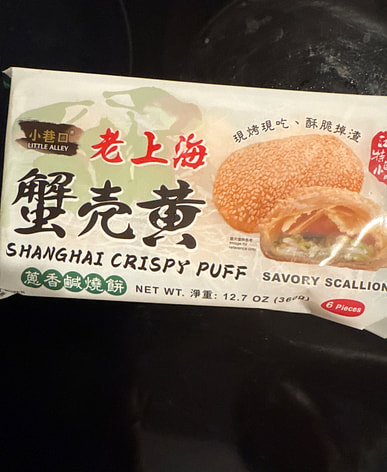 小巷口
LITTLE ALLEY
老上海
現烤現吃、酥脆掉渣
蟹壳黄
SHANGHAI CRISPY PUFF
SAVORY SCALLION
蔥香鹹燒餅
NET WT. 淨重: 12.7 OZ (360g)
6 Pieces